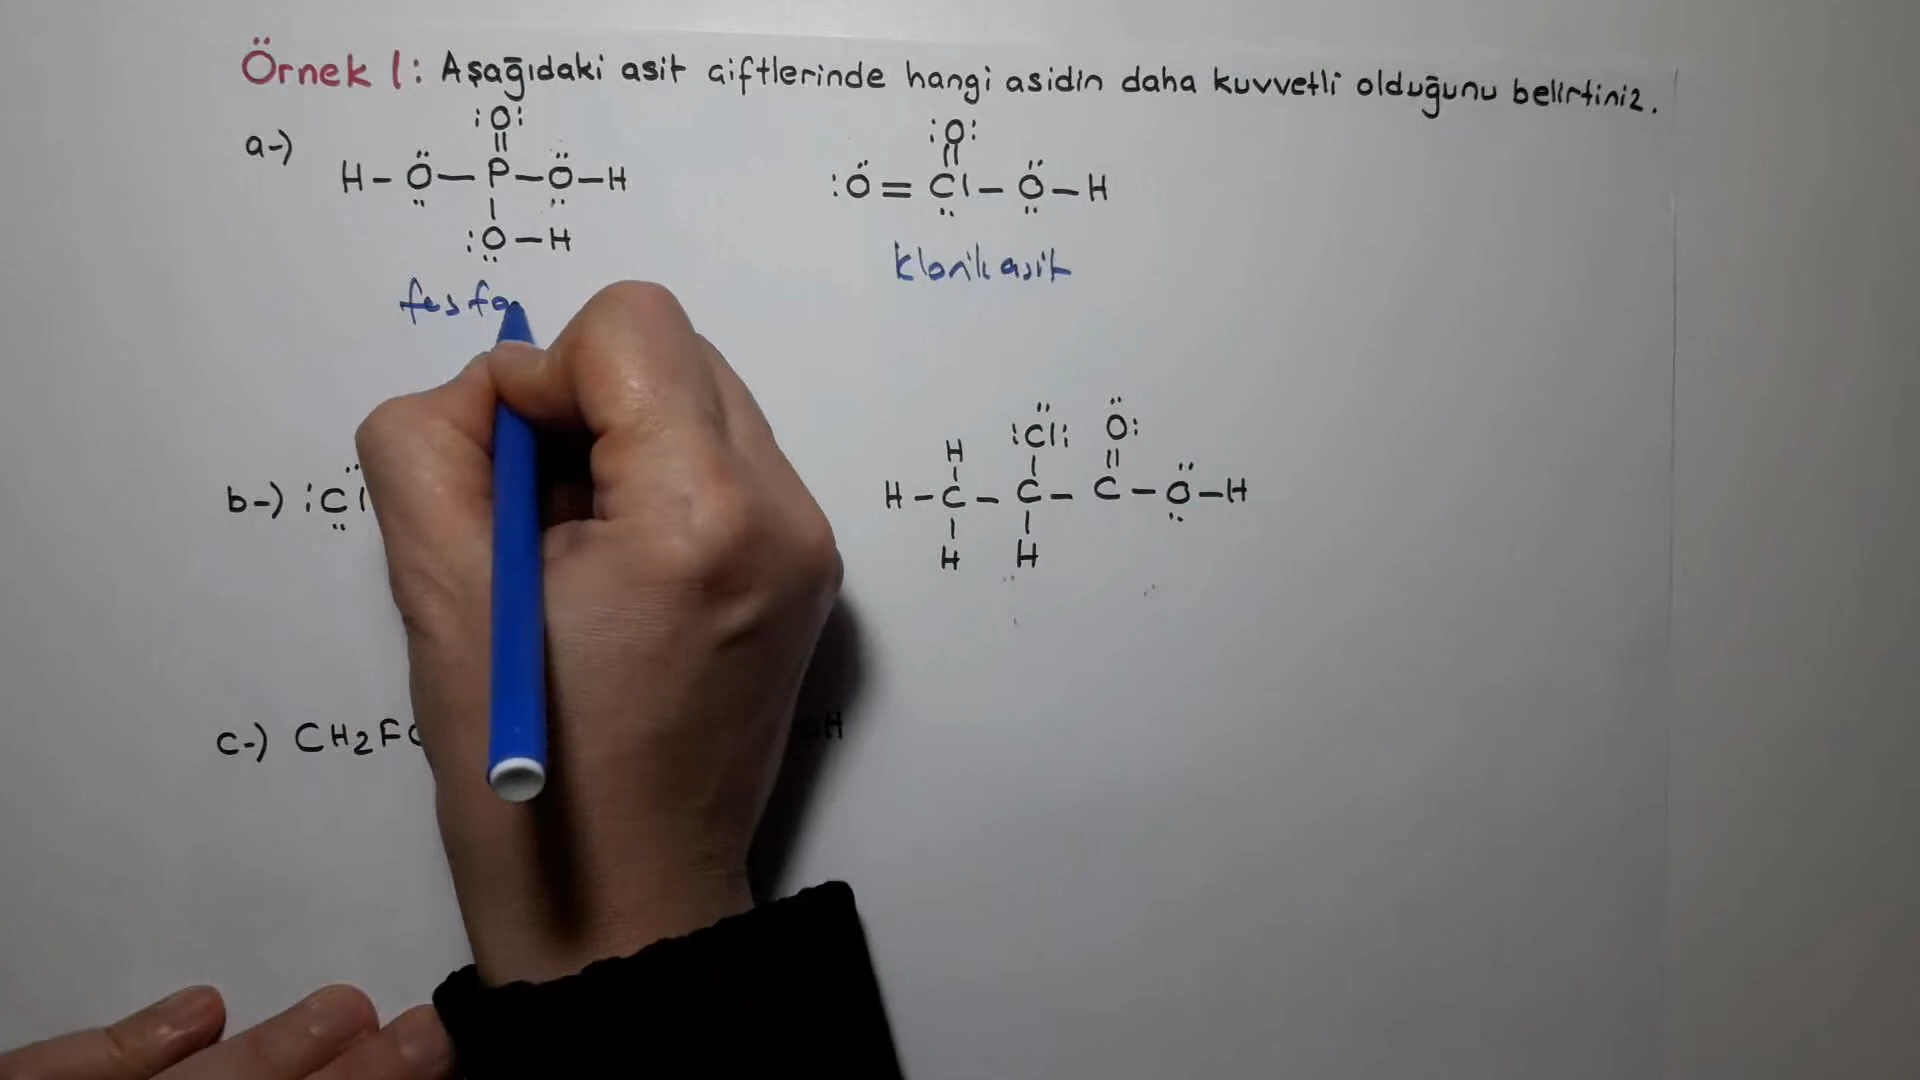 Örnek 1: Aşağıdaki asit çiftlerinde hangi asidin daha kuvvetli olduğunu belirtiniz.
a-)
:O:
||
H - Ö — P — Ö — H
|
:O — H
fosfo
:O:
||
:Ö = Cl — Ö — H
klorik asit
b-) :Cl
H :Cl: O:
| | ||
H - C - C - C - O - H
| |
H H
c-) CH2F
H